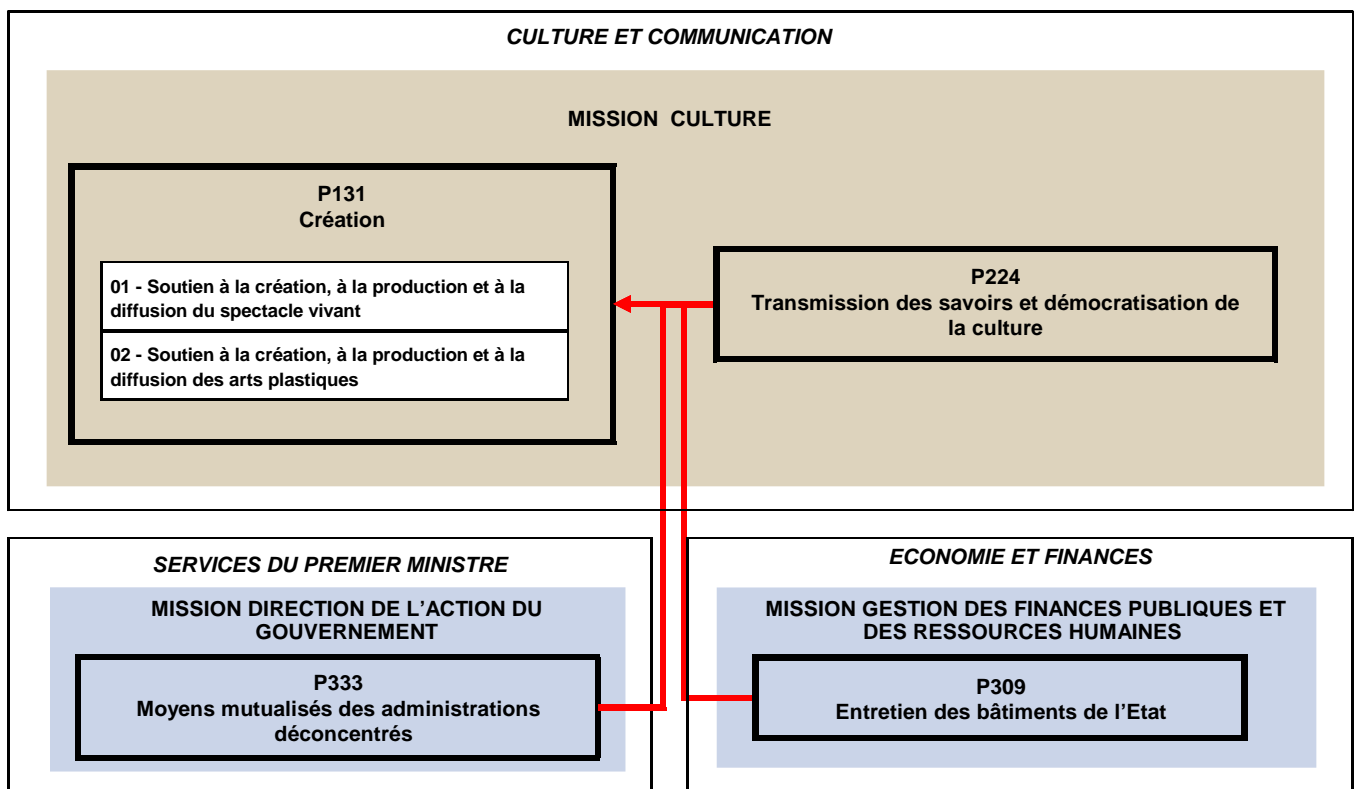 CULTURE ET COMMUNICATION
MISSION CULTURE
P131
Création
01 - Soutien à la création, à la production et à la
diffusion du spectacle vivant
02 - Soutien à la création, à la production et à la
diffusion des arts plastiques
P224
Transmission des savoirs et démocratisation de
la culture
SERVICES DU PREMIER MINISTRE
MISSION DIRECTION DE L’ACTION DU
GOUVERNEMENT
P333
Moyens mutualisés des administrations
déconcentrés
ECONOMIE ET FINANCES
MISSION GESTION DES FINANCES PUBLIQUES ET
DES RESSOURCES HUMAINES
P309
Entretien des bâtiments de l’Etat